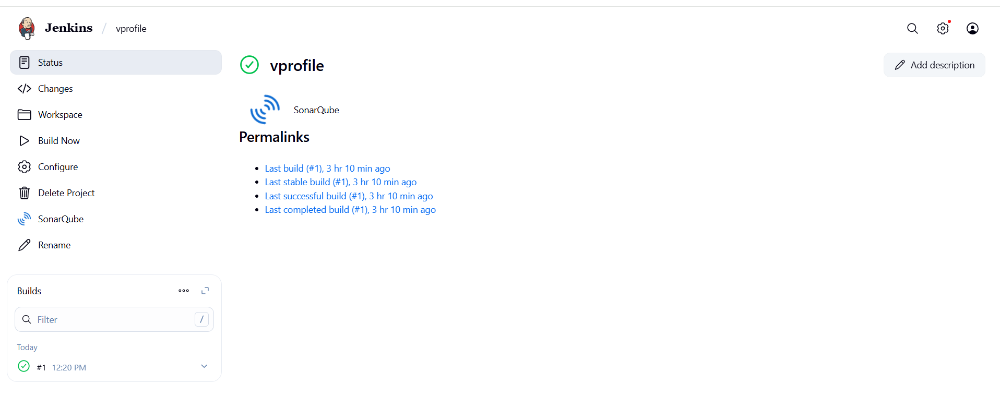 Jenkins / vprofile
Status
Changes
Workspace
Build Now
Configure
Delete Project
SonarQube
Rename
Builds
Filter /
Today
#1 12:20 PM
vprofile
Add description
SonarQube
Permalinks
Last build (#1), 3 hr 10 min ago
Last stable build (#1), 3 hr 10 min ago
Last successful build (#1), 3 hr 10 min ago
Last completed build (#1), 3 hr 10 min ago